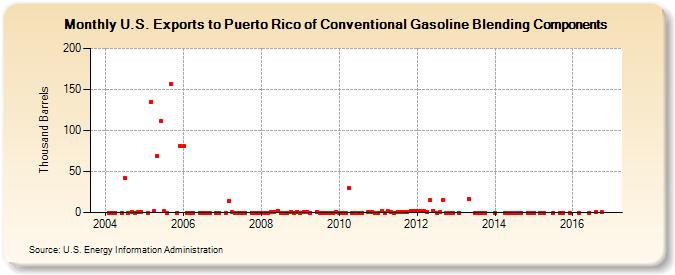 Monthly U.S. Exports to Puerto Rico of Conventional Gasoline Blending Components
Thousand Barrels
200
150
100
50
0
2004 2006 2008 2010 2012 2014 2016
Source: U.S. Energy Information Administration